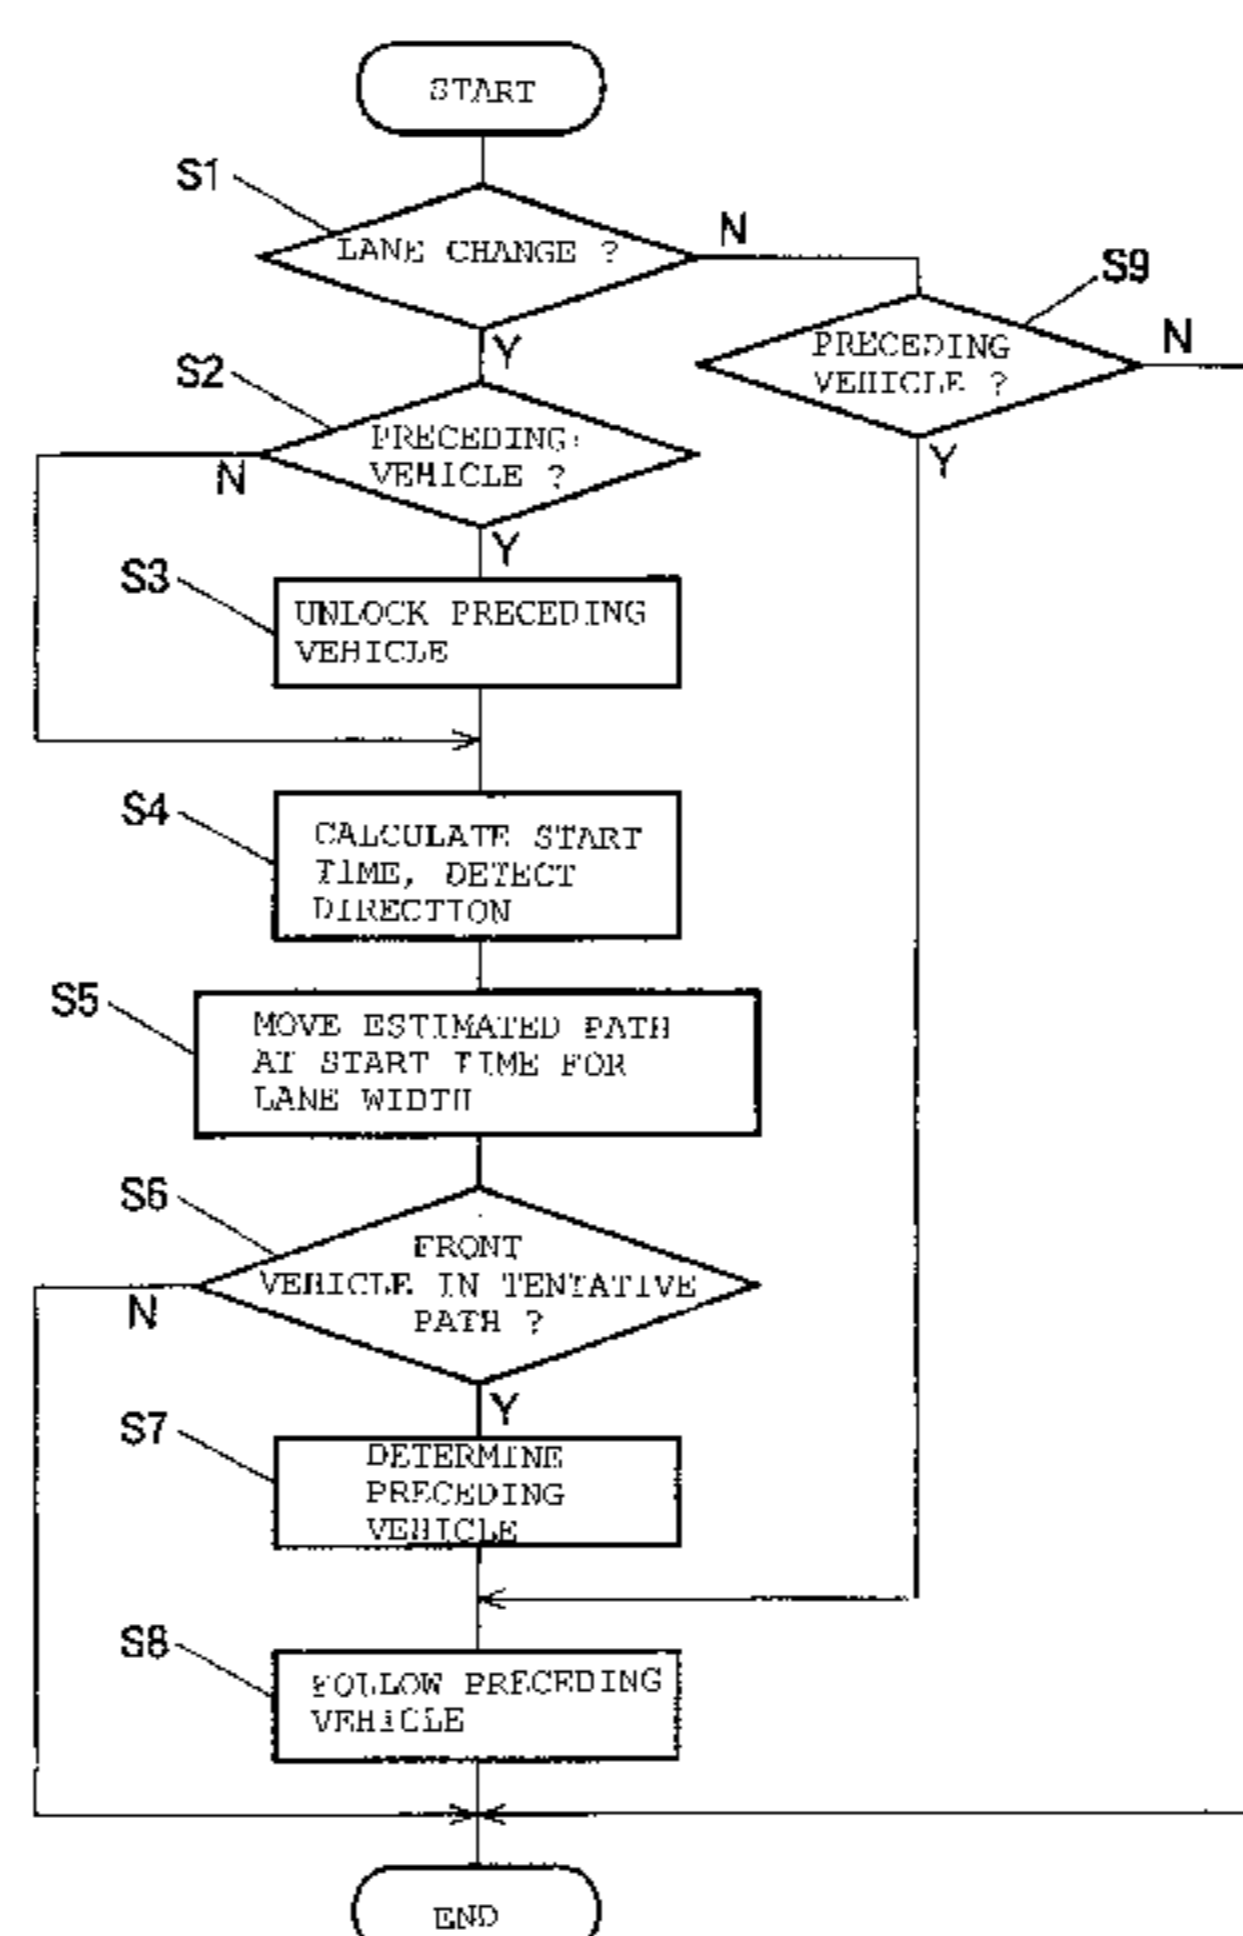 START
S1
LANE CHANGE ?
N
Y
S9
PRECEDING
VEHICLE ?
N
Y
S2
PRECEDING
VEHICLE ?
N
Y
S3
UNLOCK PRECEDING
VEHICLE
S4
CALCULATE START
TIME, DETECT
DIRECTION
S5
MOVE ESTIMATED PATH
AT START TIME FOR
LANE WIDTH
S6
FRONT
VEHICLE IN TENTATIVE
PATH ?
N
Y
S7
DETERMINE
PRECEDING
VEHICLE
S8
FOLLOW PRECEDING
VEHICLE
END